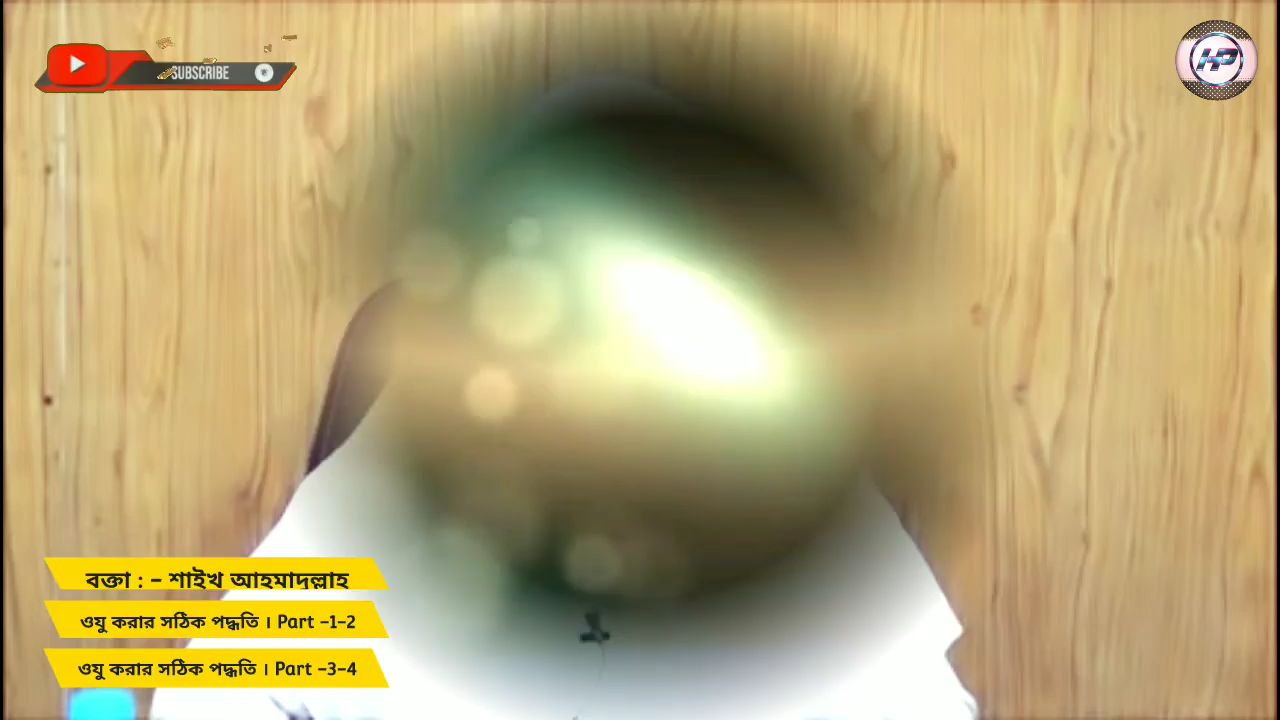 SUBSCRIBE
HP
বক্তা : – শাইখ আহমাদুল্লাহ
ওযু করার সঠিক পদ্ধতি । Part –1–2
ওযু করার সঠিক পদ্ধতি । Part –3–4